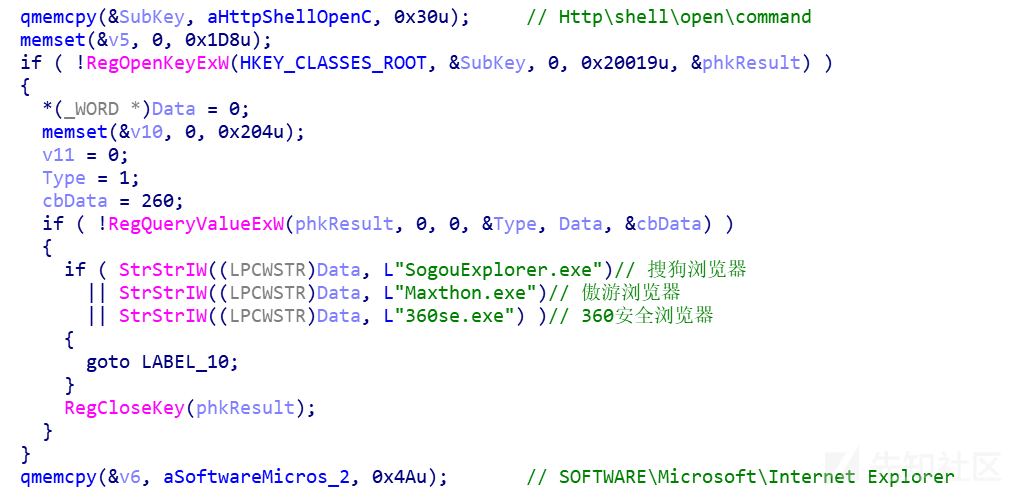 qmemcpy(&SubKey, aHttpShellOpenC, 0x30u);     // Http\shell\open\command
memset(&v5, 0, 0x1D8u);
if ( !RegOpenKeyExW(HKEY_CLASSES_ROOT, &SubKey, 0, 0x20019u, &phkResult) )
{
  *(_WORD *)Data = 0;
  memset(&v10, 0, 0x204u);
  v11 = 0;
  Type = 1;
  cbData = 260;
  if ( !RegQueryValueExW(phkResult, 0, 0, &Type, Data, &cbData) )
  {
    if ( StrStrIW((LPCWSTR)Data, L"SogouExplorer.exe")// 搜狗浏览器
      || StrStrIW((LPCWSTR)Data, L"Maxthon.exe")// 傲游浏览器
      || StrStrIW((LPCWSTR)Data, L"360se.exe") )// 360安全浏览器
    {
      goto LABEL_10;
    }
    RegCloseKey(phkResult);
  }
}
qmemcpy(&v6, aSoftwareMicros_2, 0x4Au);       // SOFTWARE\Microsoft\Internet Explorer
先知社区